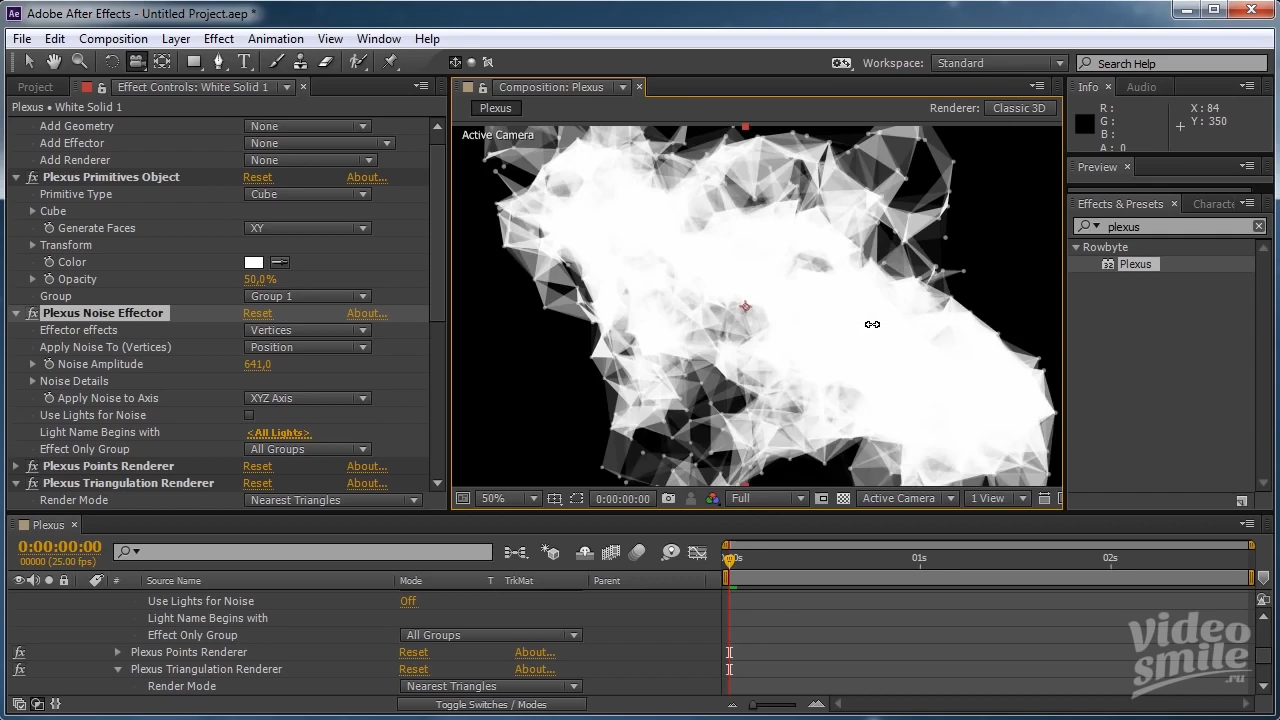 Adobe After Effects - Untitled Project.aep *
File Edit Composition Layer Effect Animation View Window Help
Workspace: Standard Search Help
Project Effect Controls: White Solid 1 Composition: Plexus Info Audio
Plexus • White Solid 1 Plexus Renderer: Classic 3D
Active Camera
R :
G :
B :
A : 0
X : 84
Y : 350
Preview
Effects & Presets Characte
plexus
Rowbyte
32 Plexus
Add Geometry None
Add Effector None
Add Renderer None
fx Plexus Primitives Object Reset About...
Primitive Type Cube
Cube
Generate Faces XY
Transform
Color
Opacity 50,0%
Group Group 1
fx Plexus Noise Effector Reset About...
Effector effects Vertices
Apply Noise To (Vertices) Position
Noise Amplitude 641,0
Noise Details
Apply Noise to Axis XYZ Axis
Use Lights for Noise
Light Name Begins with <All Lights>
Effect Only Group All Groups
fx Plexus Points Renderer Reset About...
fx Plexus Triangulation Renderer Reset About...
Render Mode Nearest Triangles
50% 0:00:00:00 Full Active Camera 1 View
Plexus
0:00:00:00
00000 (25.00 fps)
0s 01s 02s
# Source Name Mode T TrkMat Parent
Use Lights for Noise Off
Light Name Begins with
Effect Only Group All Groups
fx Plexus Points Renderer Reset About...
fx Plexus Triangulation Renderer Reset About...
Render Mode Nearest Triangles
Toggle Switches / Modes
video
smile
.ru